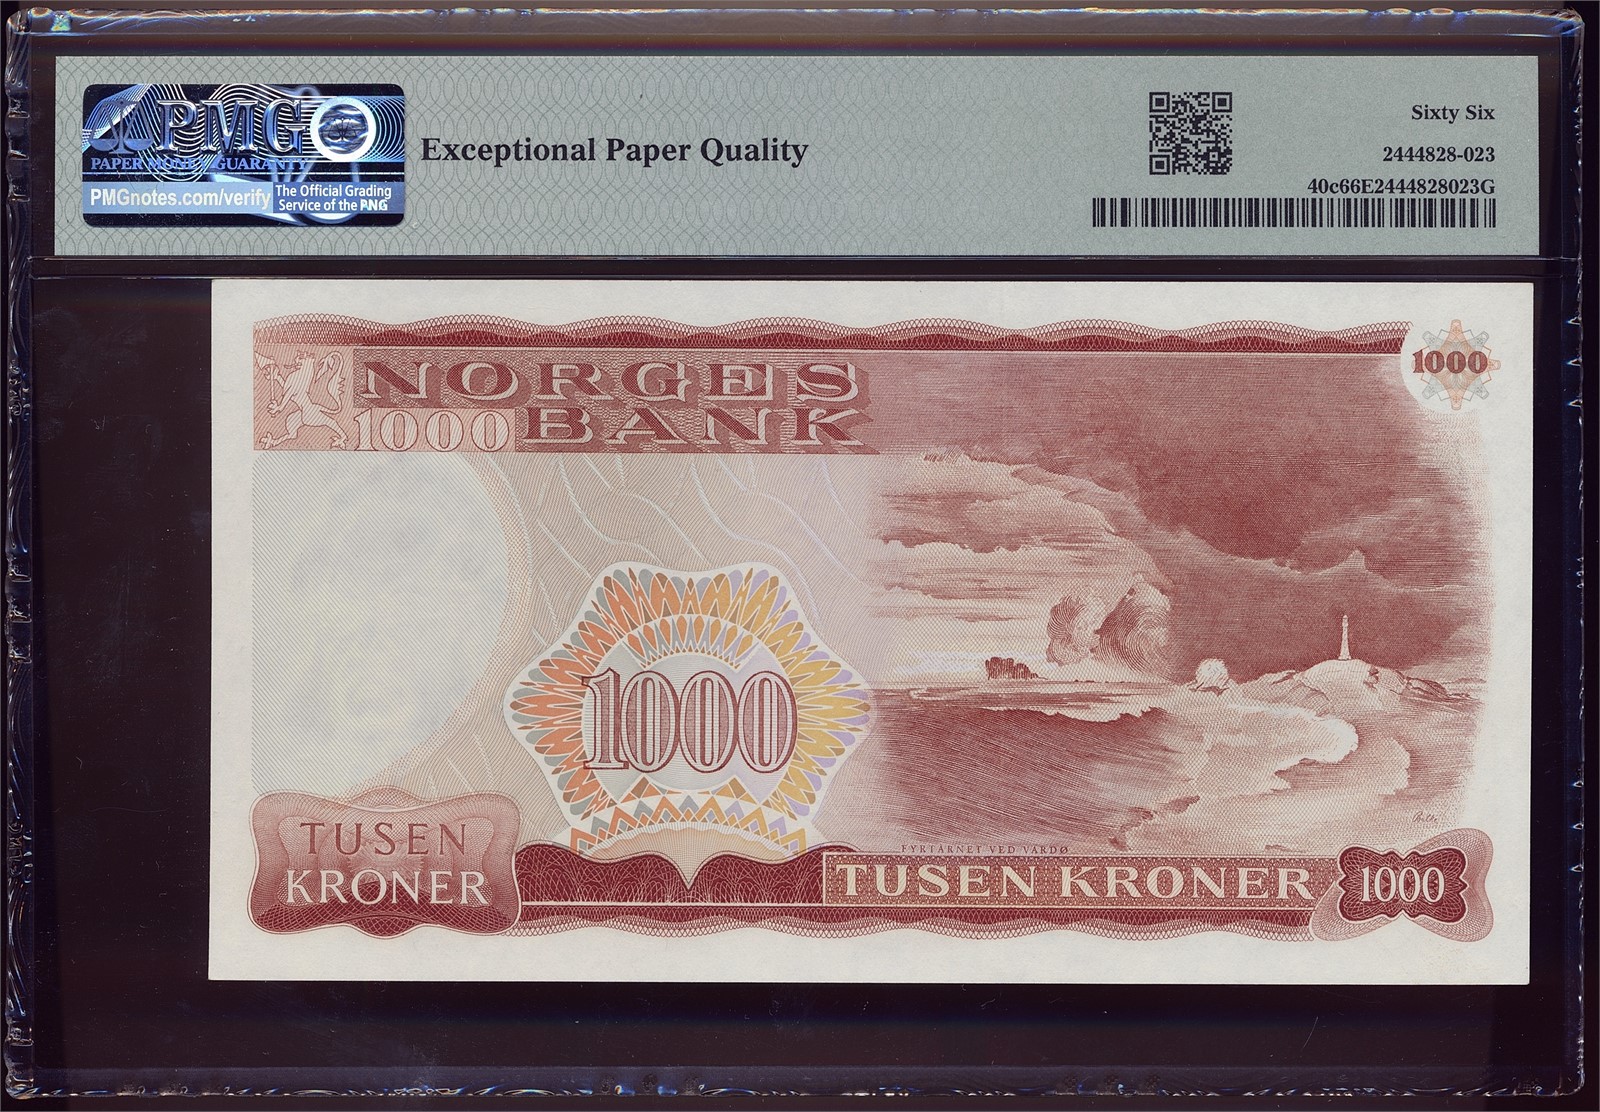 PMG
PAPER MONEY GUARANTY
PMGnotes.com/verify
The Official Grading
Service of the PNG
Exceptional Paper Quality
Sixty Six
2444828-023
40c66E2444828023G
NORGES
1000 BANK
1000
1000
TUSEN
KRONER
FYRTÅRNET VED VARDØ
TUSEN KRONER
1000